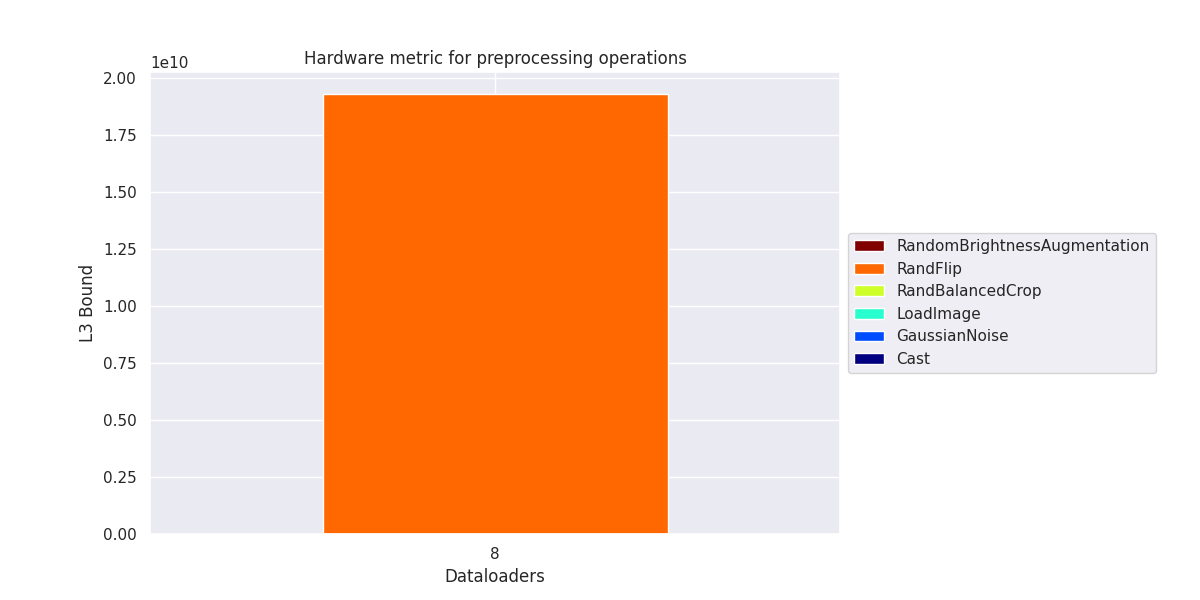 Hardware metric for preprocessing operations
1e10
2.00
1.75
1.50
1.25
1.00
0.75
0.50
0.25
0.00
L3 Bound
8
Dataloaders
RandomBrightnessAugmentation
RandFlip
RandBalancedCrop
LoadImage
GaussianNoise
Cast